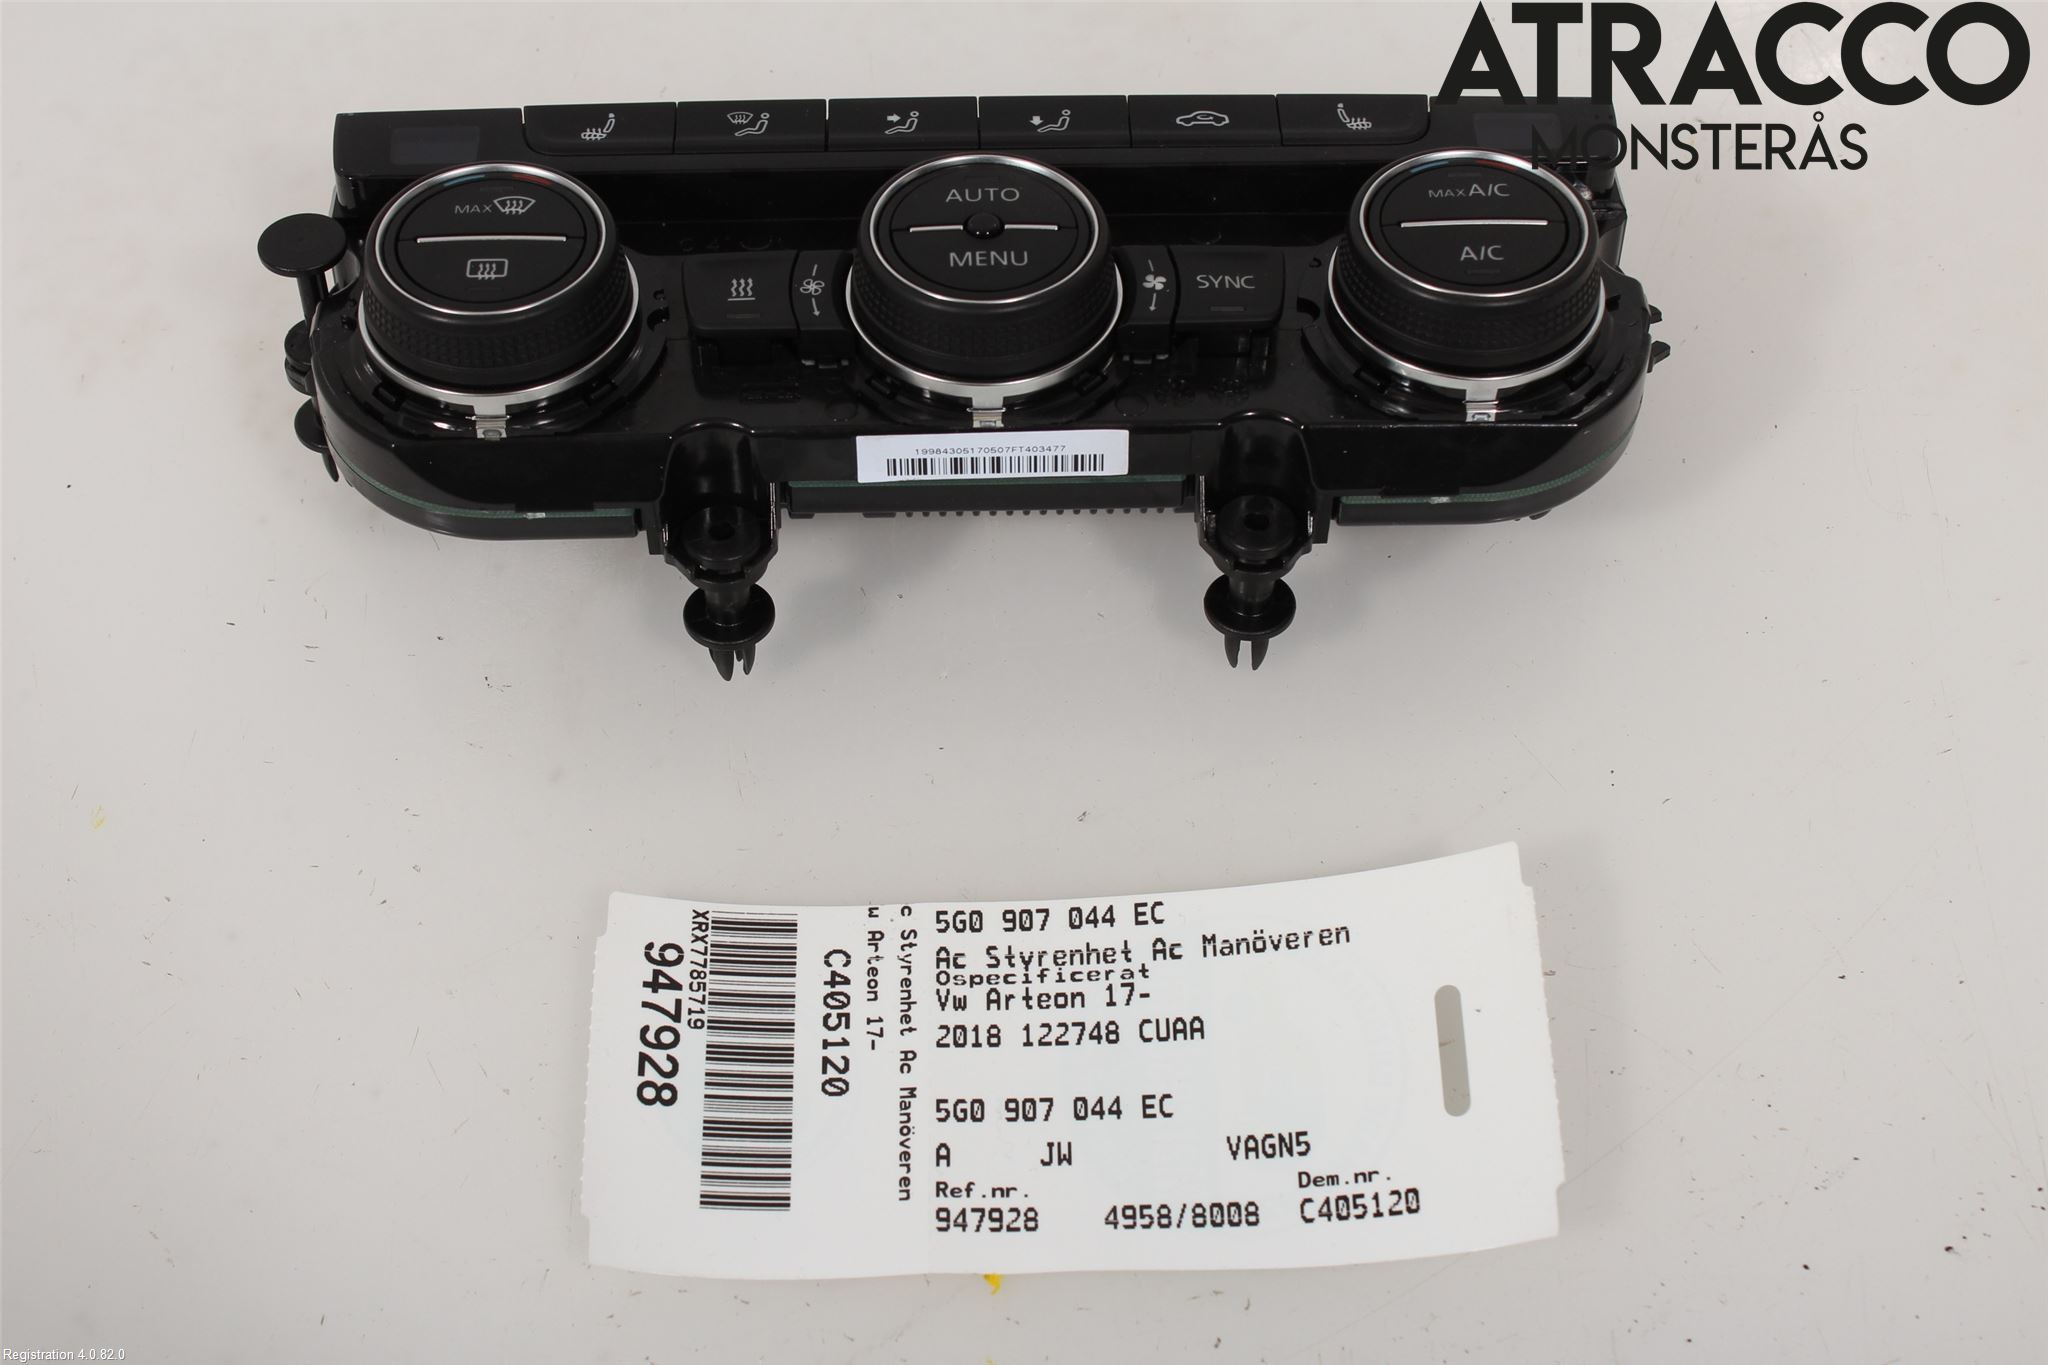 ATRACCO
MONSTERÅS
MAX
AUTO
MENU
SYNC
MAX A/C
A/C
19984305170507FT403477
5G0 907 044 EC
Ac Styrenhet Ac Manöveren
Ospecificerat
Vw Arteon 17-
2018 122748 CUAA
5G0 907 044 EC
A JW VAGN5
Ref.nr. Dem.nr.
947928 4958/8008 C405120
c Styrenhet Ac Manöveren
w Arteon 17-
C405120
XRX7785719
947928
Registration 4.0.82.0